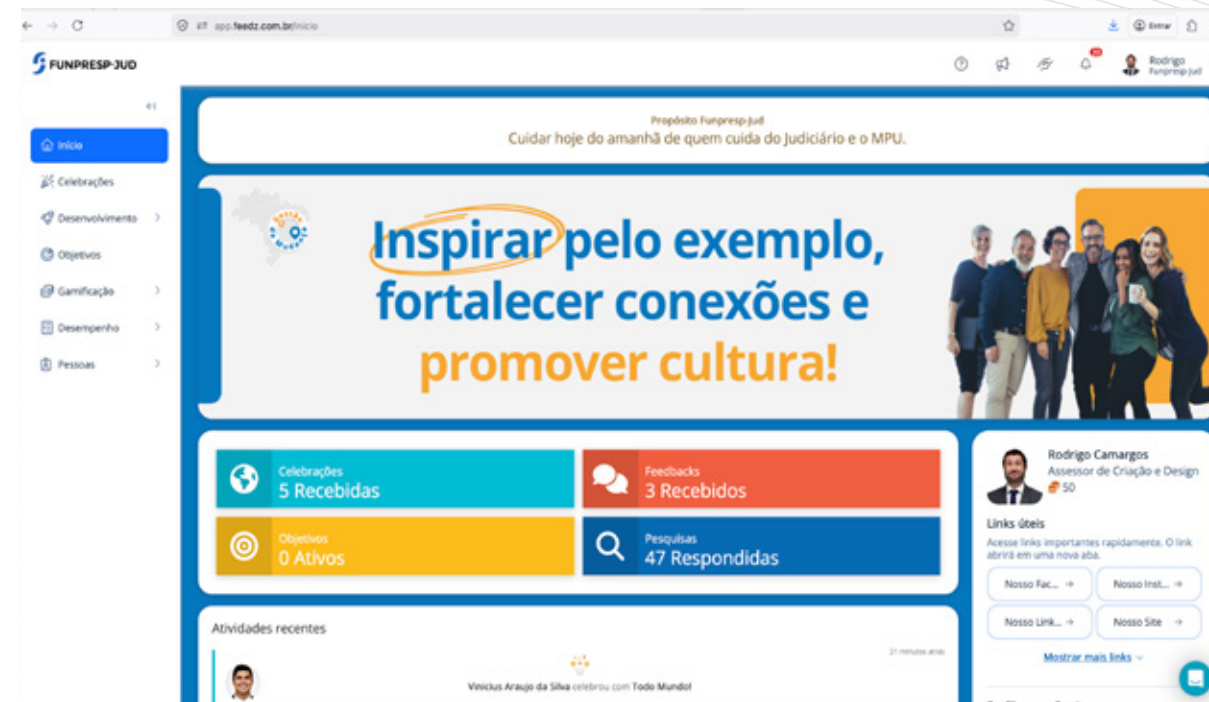 app.feedz.com.br/inicio
Entrar
FUNPRESP-JUD
Rodrigo
Funpresp-Jud
Início
Celebrações
Desenvolvimento
Objetivos
Gamificação
Desempenho
Pessoas
Propósito Funpresp-Jud
Cuidar hoje do amanhã de quem cuida do Judiciário e o MPU.
Inspirar pelo exemplo,
fortalecer conexões e
promover cultura!
Celebrações
5 Recebidas
Feedbacks
3 Recebidos
Objetivos
0 Ativos
Pesquisas
47 Respondidas
Rodrigo Camargos
Assessor de Criação e Design
50
Links úteis
Acesse links importantes rapidamente. O link
abrirá em uma nova aba.
Nosso Fac...
Nosso Inst...
Nosso Link...
Nosso Site
Mostrar mais links
Atividades recentes
21 minutos atrás
Vinicius Araujo da Silva celebrou com Todo Mundo!